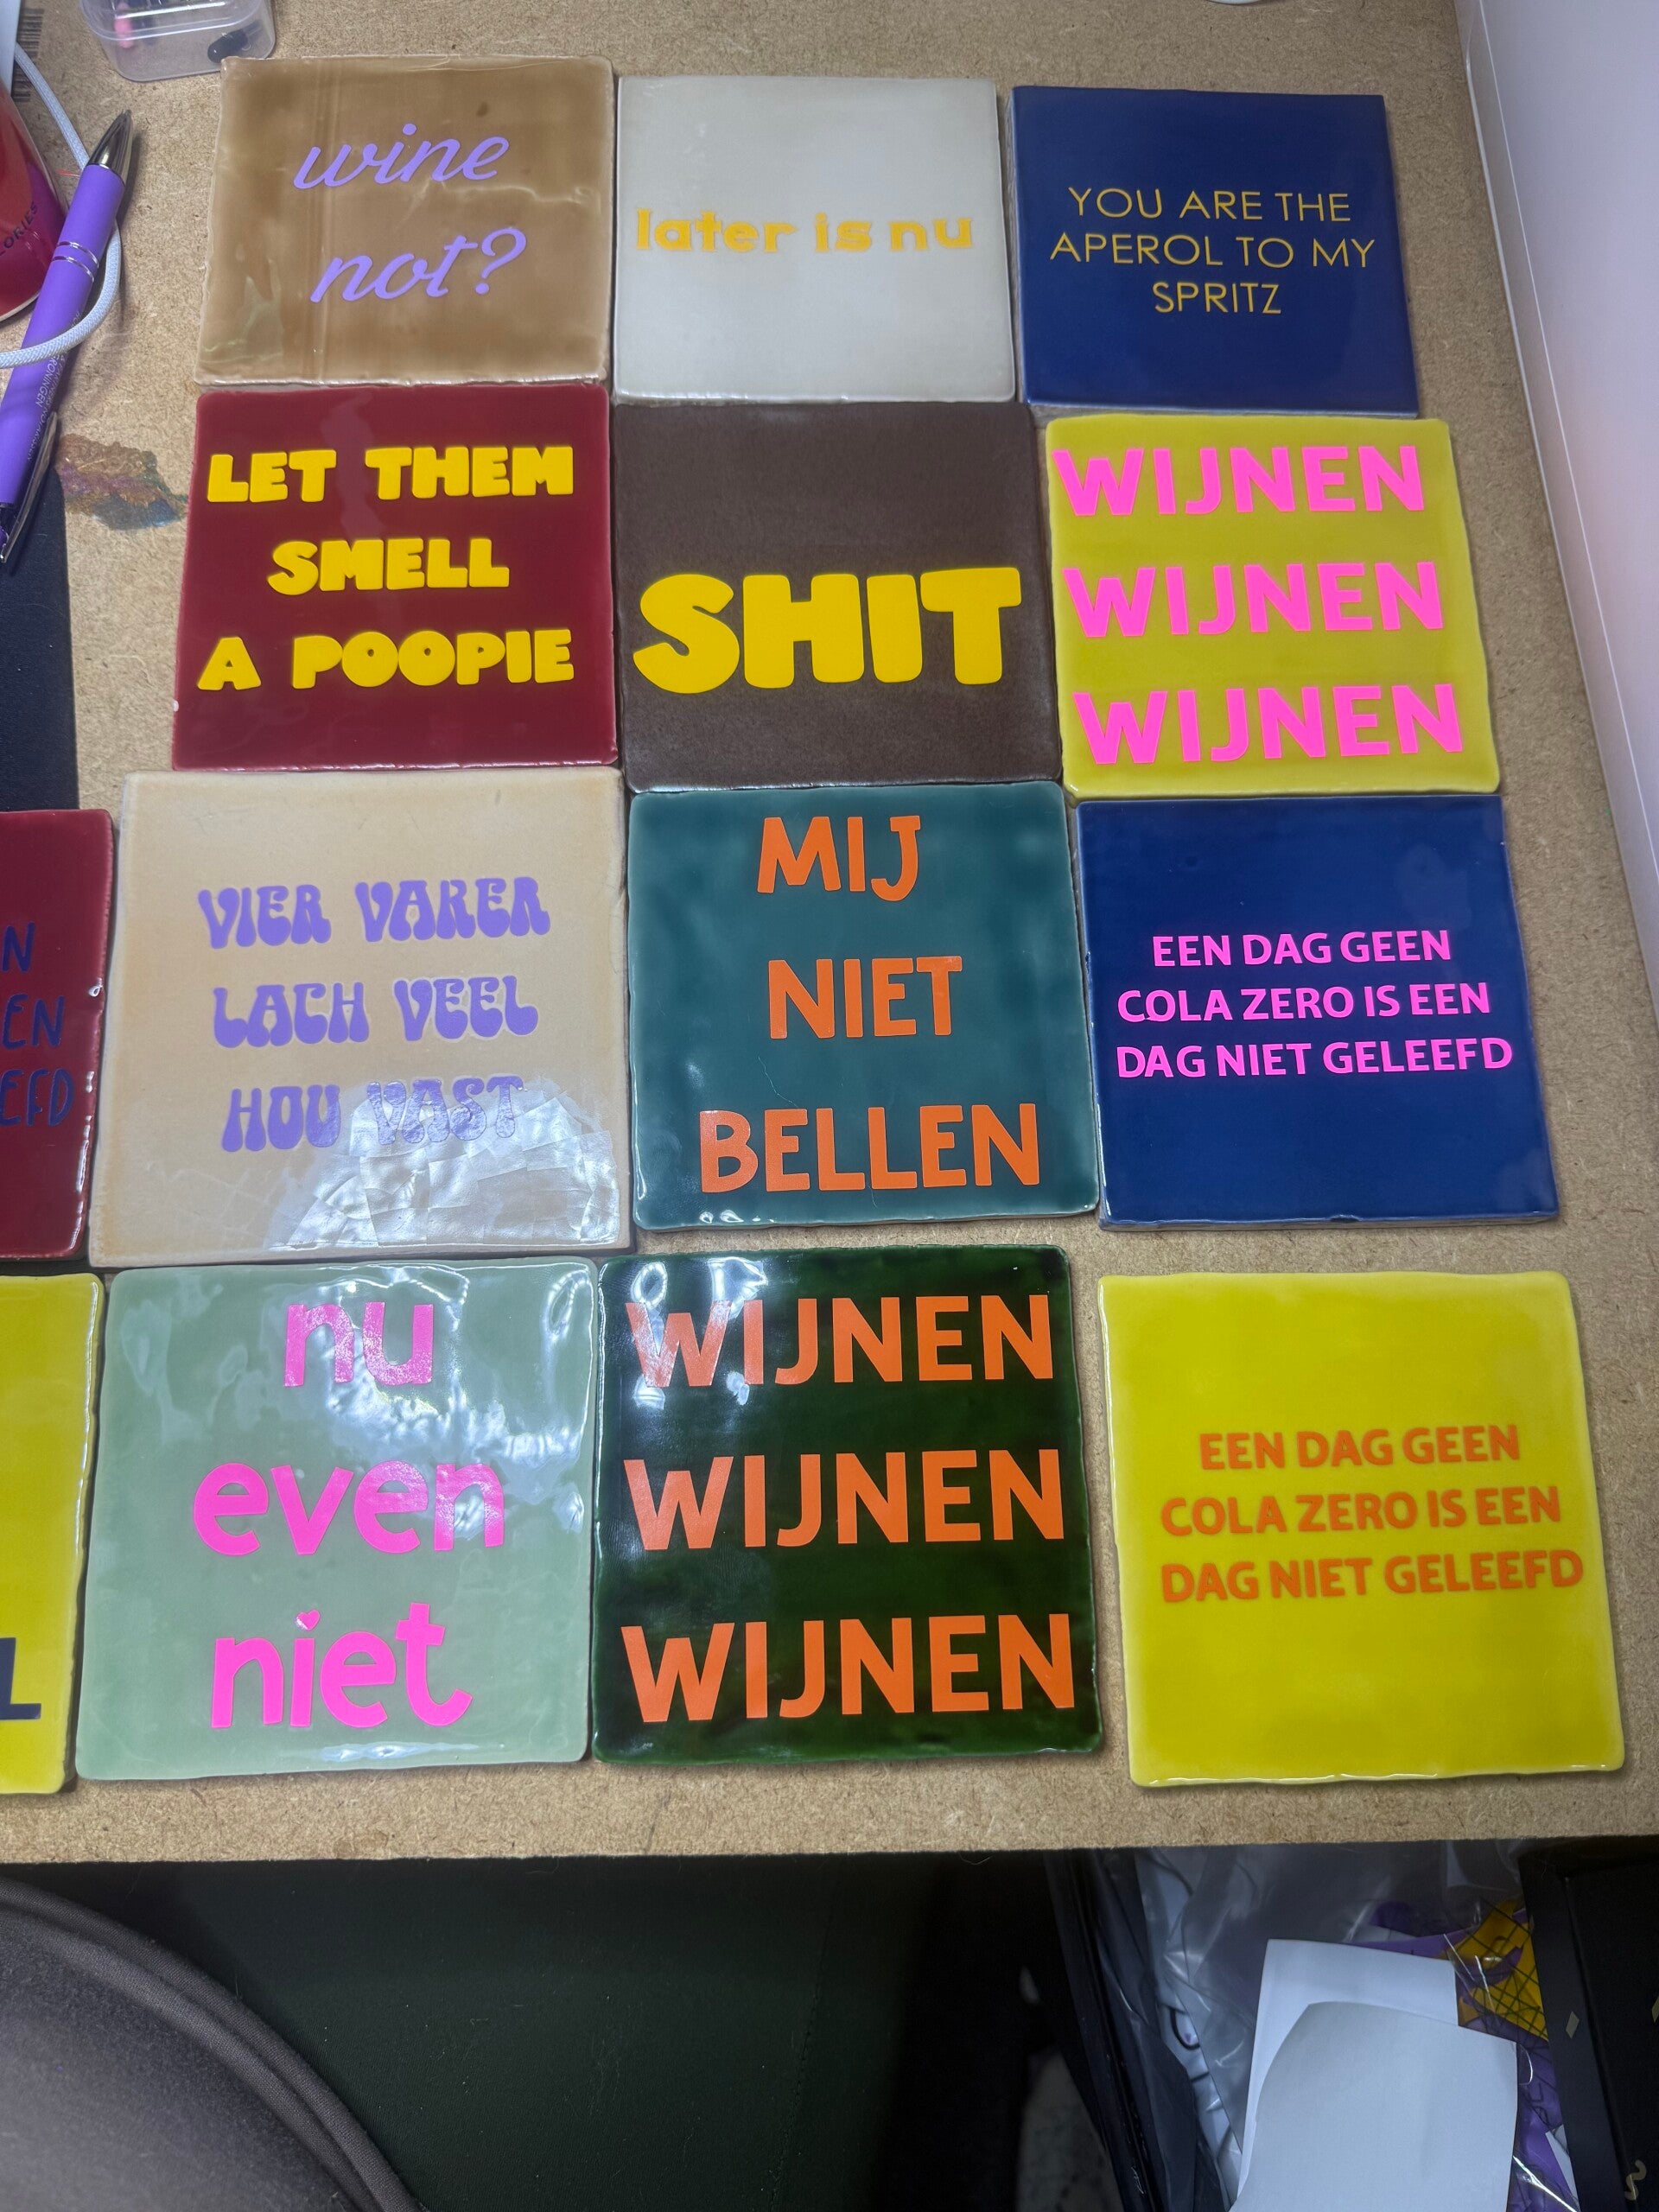 wine
not?
later is nu
YOU ARE THE
APEROL TO MY
SPRITZ
LET THEM
SMELL
A POOPIE
SHIT
WIJNEN
WIJNEN
WIJNEN
VIER VAKER
LACH VEEL
HOU VAST
MIJ
NIET
BELLEN
EEN DAG GEEN
COLA ZERO IS EEN
DAG NIET GELEEFD
nu
even
niet
WIJNEN
WIJNEN
WIJNEN
EEN DAG GEEN
COLA ZERO IS EEN
DAG NIET GELEEFD